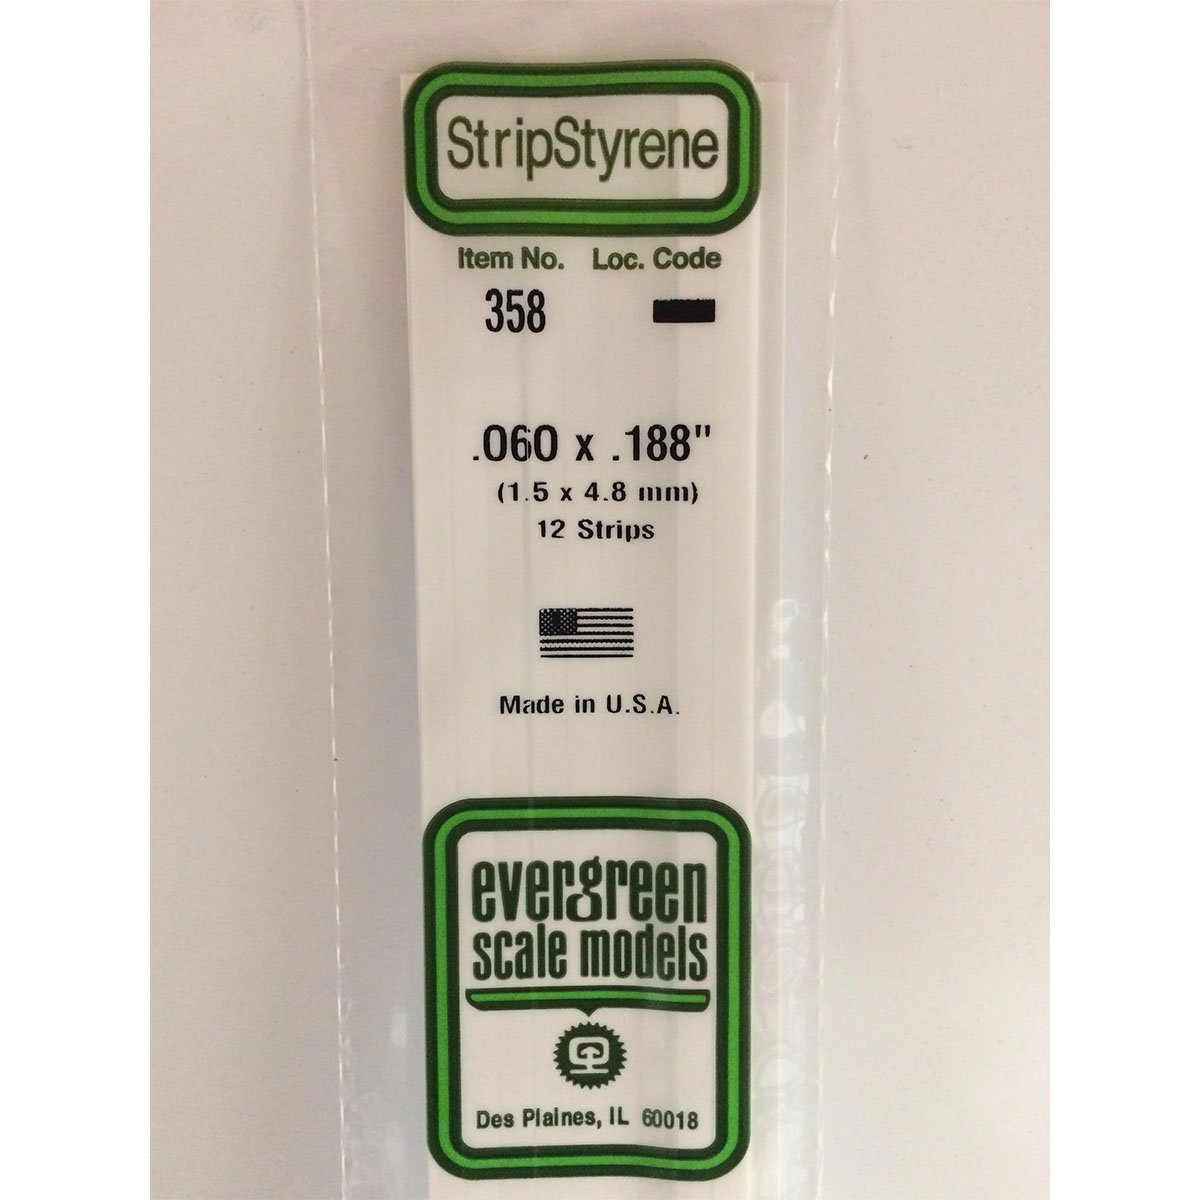 StripStyrene
Item No. Loc. Code
358
.060 x .188"
(1.5 x 4.8 mm)
12 Strips
Made in U.S.A.
evergreen
scale models
Des Plaines, IL 60018